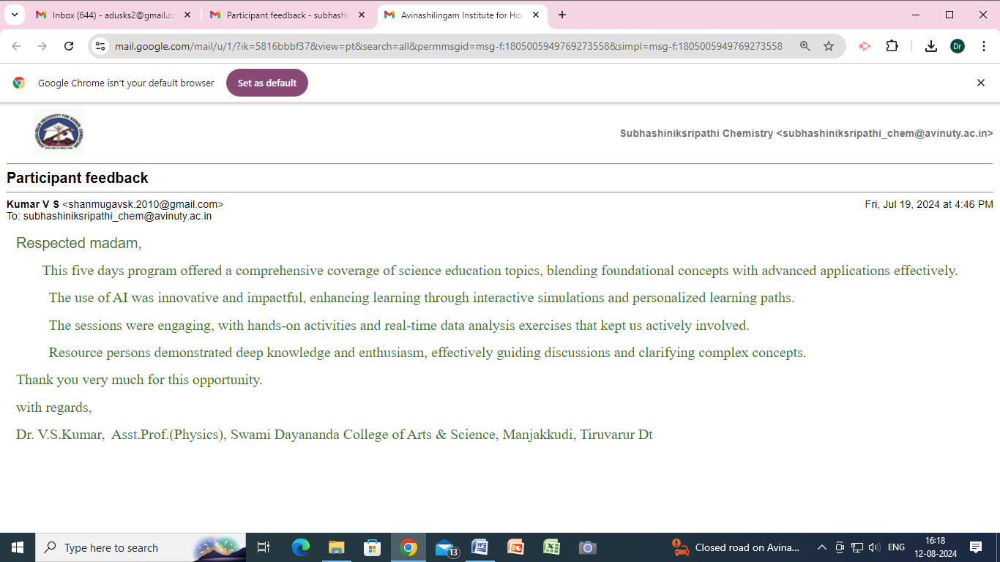 Inbox (644) - adusks2@gmail.co
Participant feedback - subhashi
Avinashilingam Institute for Ho
mail.google.com/mail/u/1/?ik=5816bbbf37&view=pt&search=all&permmsgid=msg-f:1805005949769273558&simpl=msg-f:1805005949769273558
Dr
Google Chrome isn't your default browser
Set as default
Subhashiniksripathi Chemistry <subhashiniksripathi_chem@avinuty.ac.in>
Participant feedback
Kumar V S <shanmugavsk.2010@gmail.com>
Fri, Jul 19, 2024 at 4:46 PM
To: subhashiniksripathi_chem@avinuty.ac.in
Respected madam,
This five days program offered a comprehensive coverage of science education topics, blending foundational concepts with advanced applications effectively.
The use of AI was innovative and impactful, enhancing learning through interactive simulations and personalized learning paths.
The sessions were engaging, with hands-on activities and real-time data analysis exercises that kept us actively involved.
Resource persons demonstrated deep knowledge and enthusiasm, effectively guiding discussions and clarifying complex concepts.
Thank you very much for this opportunity.
with regards,
Dr. V.S.Kumar,  Asst.Prof.(Physics), Swami Dayananda College of Arts & Science, Manjakkudi, Tiruvarur Dt
Type here to search
13
Closed road on Avina...
ENG
16:18
12-08-2024